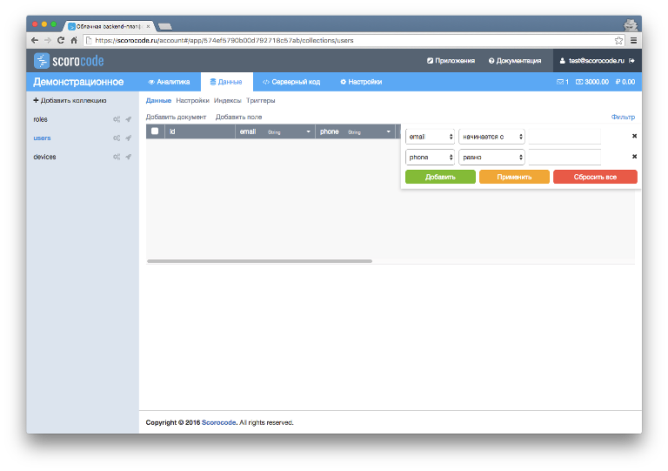 Облачная backend-плат
https://scorocode.ru/account#/app/574ef5790b00d792718c57ab/collections/users
scorocode
Приложения Документация test@scorocode.ru
Демонстрационное Аналитика Данные </> Серверный код Настройки 1 3000.00 ₽ 0.00
+ Добавить коллекцию
Данные Настройки Индексы Триггеры
roles
Добавить документ Добавить поле Фильтр
id email String phone String
users
email начинается с ×
devices
phone равно ×
Добавить Применить Сбросить все
Copyright © 2016 Scorocode. All rights reserved.